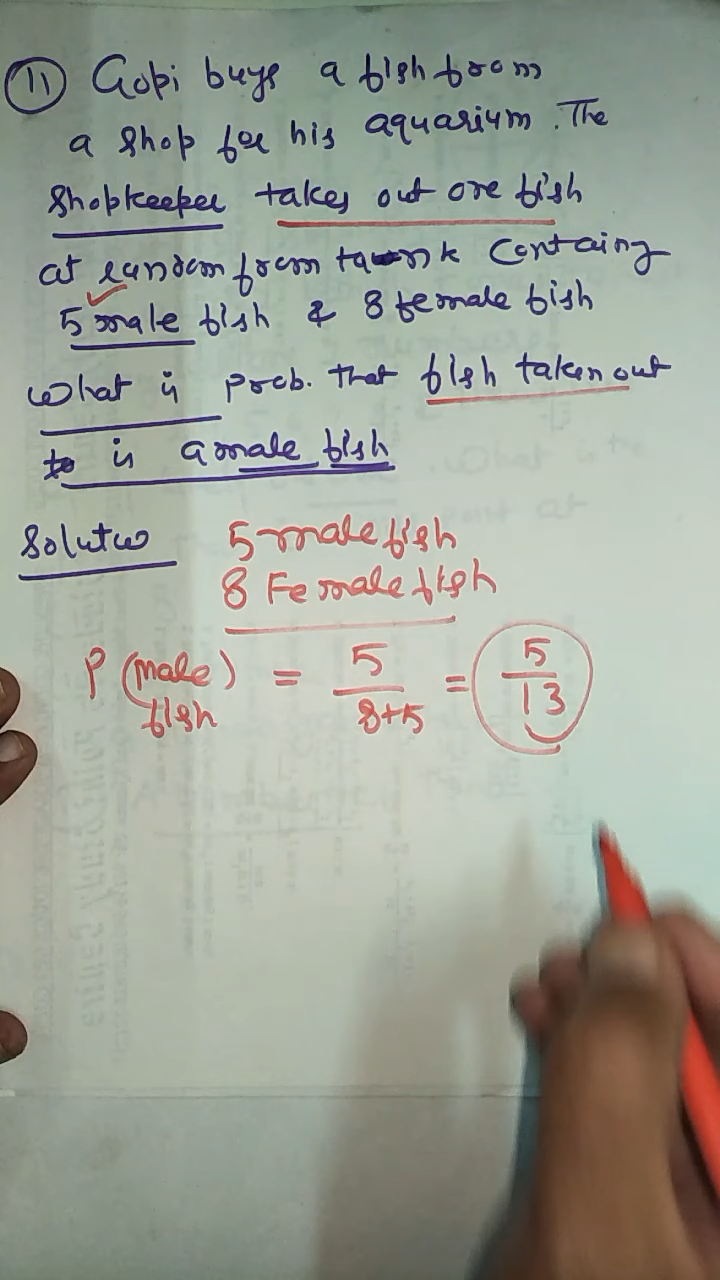 11 Gopi buys a fish from
a shop for his aquarium. The
Shopkeeper takes out one fish
at random from tank Containg
5 male fish & 8 female fish
What is prob. that fish taken out
is a male fish
Solution 5 male fish
8 Female fish
P (male fish) = 5/8+5 = 5/13